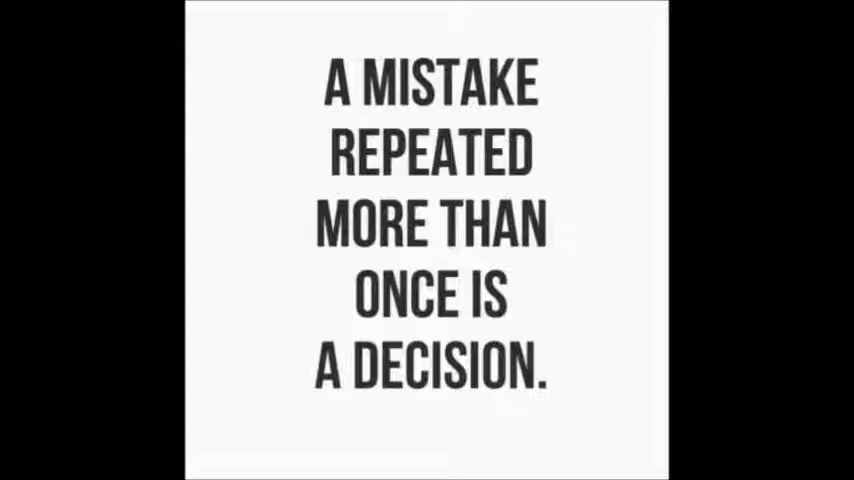 A MISTAKE
REPEATED
MORE THAN
ONCE IS
A DECISION.